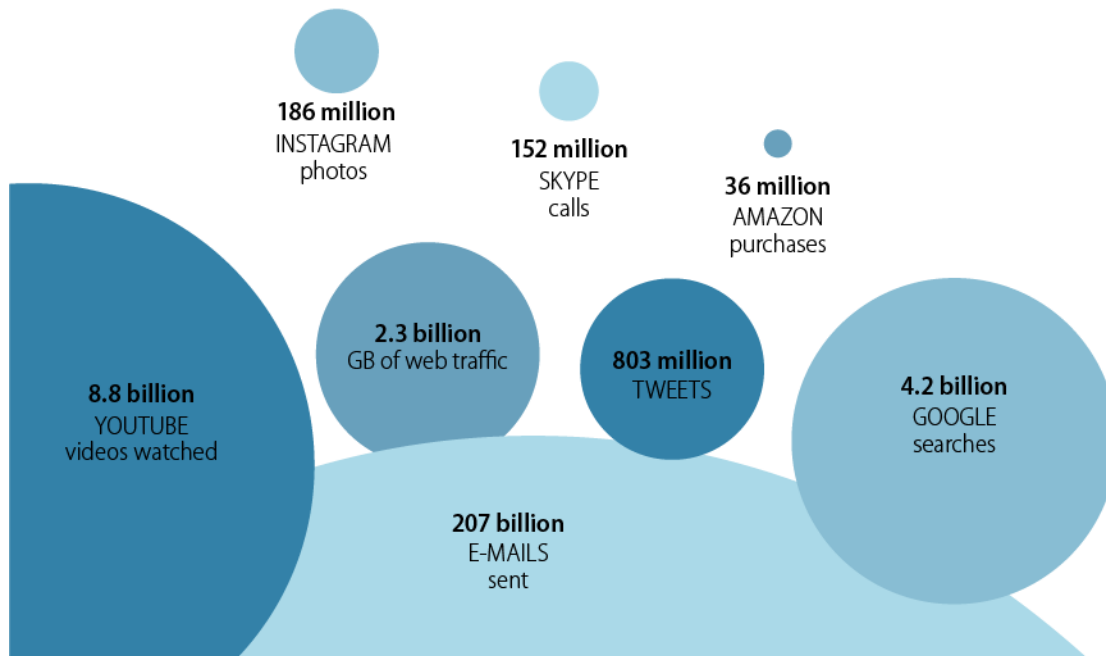 186 million
INSTAGRAM
photos
152 million
SKYPE
calls
36 million
AMAZON
purchases
8.8 billion
YOUTUBE
videos watched
2.3 billion
GB of web traffic
803 million
TWEETS
4.2 billion
GOOGLE
searches
207 billion
E-MAILS
sent